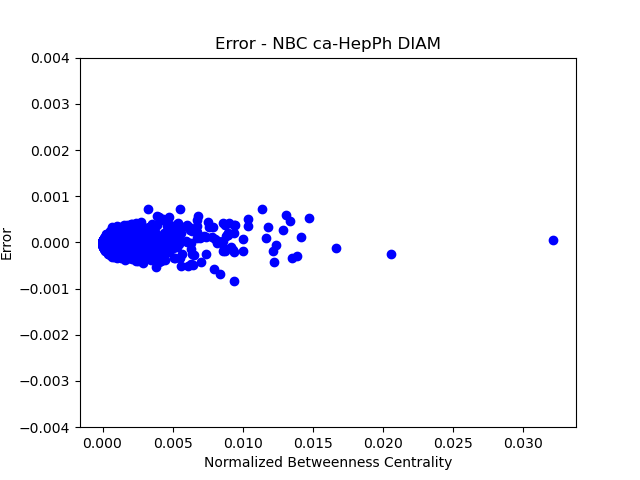 Error - NBC ca-HepPh DIAM
0.004
0.003
0.002
0.001
0.000
−0.001
−0.002
−0.003
−0.004
Error
0.000 0.005 0.010 0.015 0.020 0.025 0.030
Normalized Betweenness Centrality